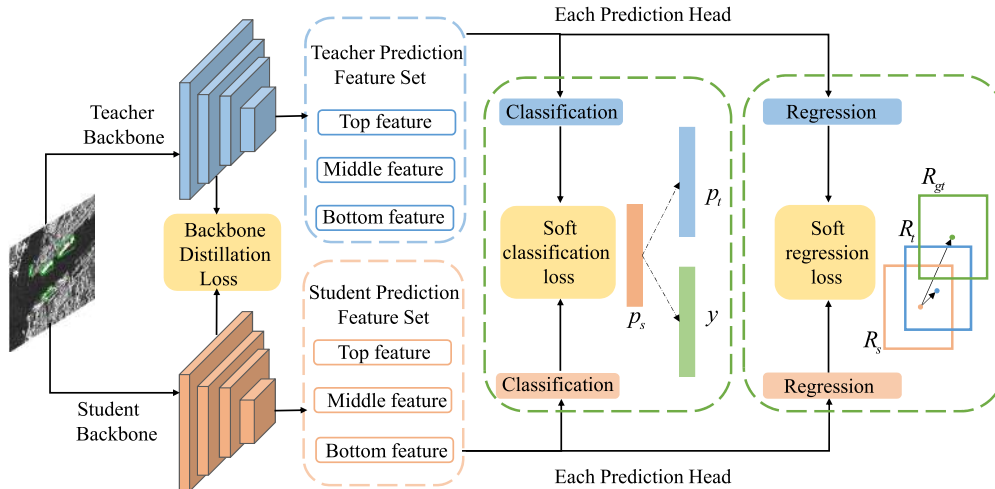 Each Prediction Head
Teacher Prediction
Feature Set
Top feature
Middle feature
Bottom feature
Teacher
Backbone
Backbone
Distillation
Loss
Student
Backbone
Student Prediction
Feature Set
Top feature
Middle feature
Bottom feature
Classification
Soft
classification
loss
Classification
p_s
p_t
y
Regression
Soft
regression
loss
Regression
R_gt
R_t
R_s
Each Prediction Head